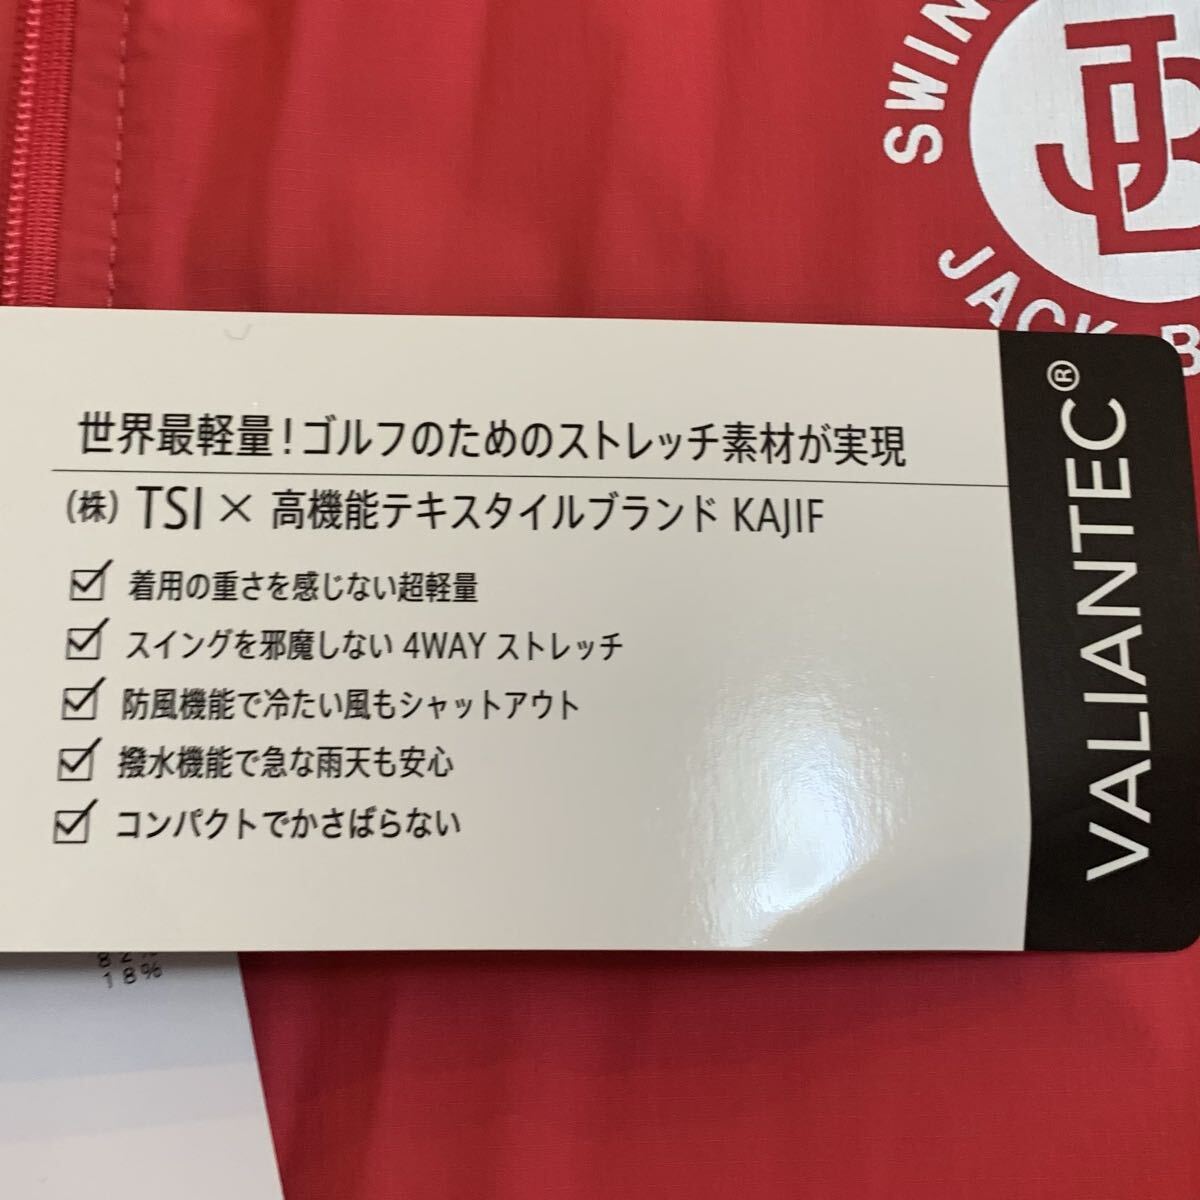 SWIN
JB
JACK B
世界最軽量！ゴルフのためのストレッチ素材が実現
(株) TSI × 高機能テキスタイルブランド KAJIF
着用の重さを感じない超軽量
スイングを邪魔しない 4WAY ストレッチ
防風機能で冷たい風もシャットアウト
撥水機能で急な雨天も安心
コンパクトでかさばらない
VALIANTEC®
18%